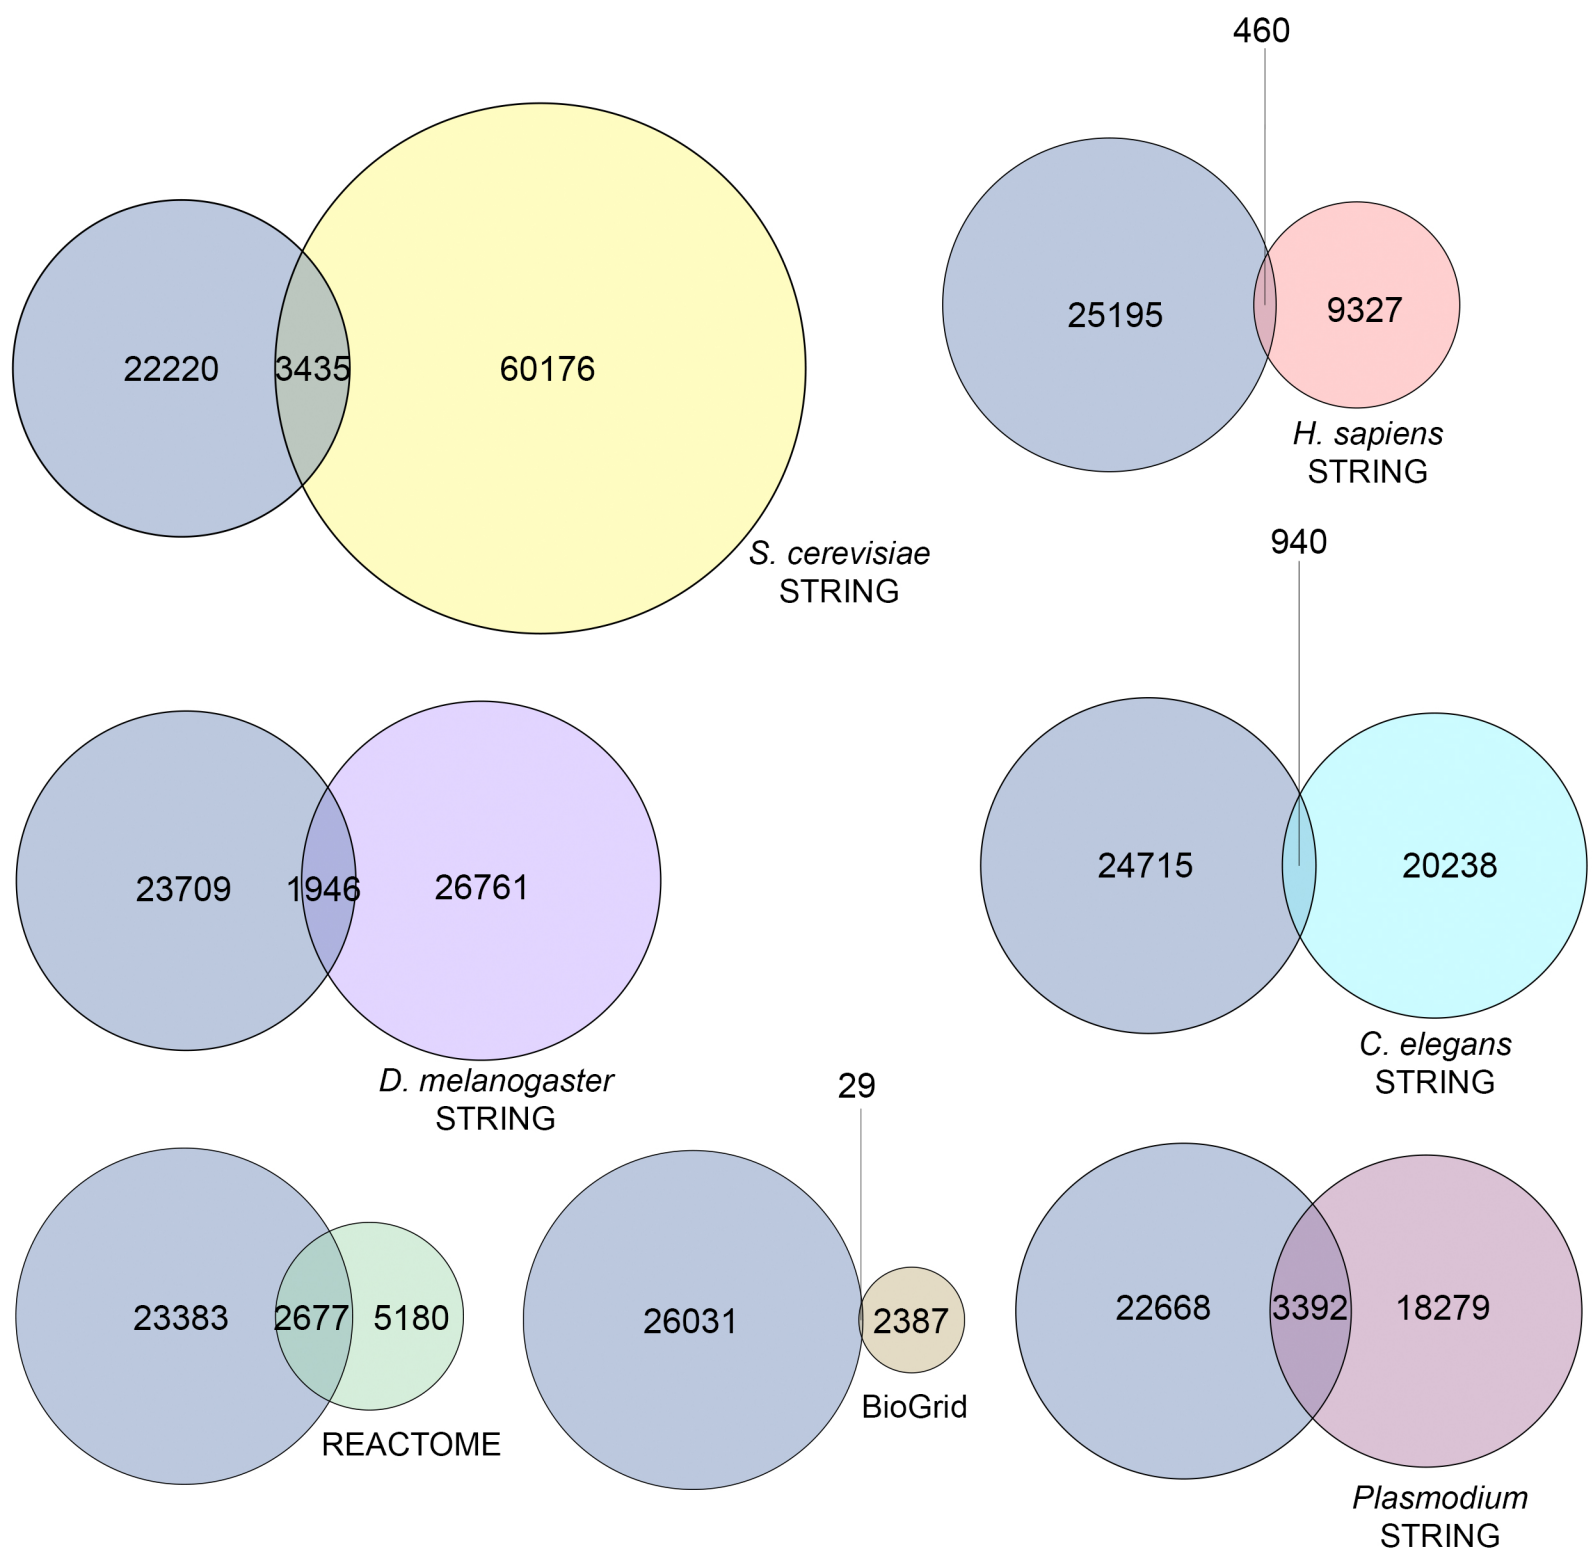 460
22220
3435
60176
S. cerevisiae
STRING
25195
9327
H. sapiens
STRING
940
23709
1946
26761
D. melanogaster
STRING
24715
20238
C. elegans
STRING
29
23383
2677
5180
REACTOME
26031
2387
BioGrid
22668
3392
18279
Plasmodium
STRING